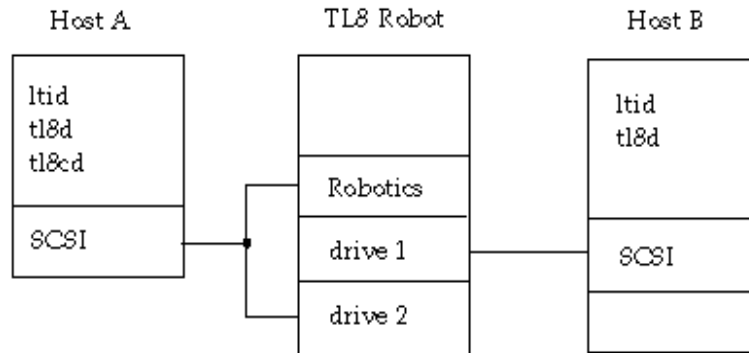 Host A
TL8 Robot
Host B
ltid
tl8d
tl8cd
SCSI
Robotics
drive 1
drive 2
ltid
tl8d
SCSI